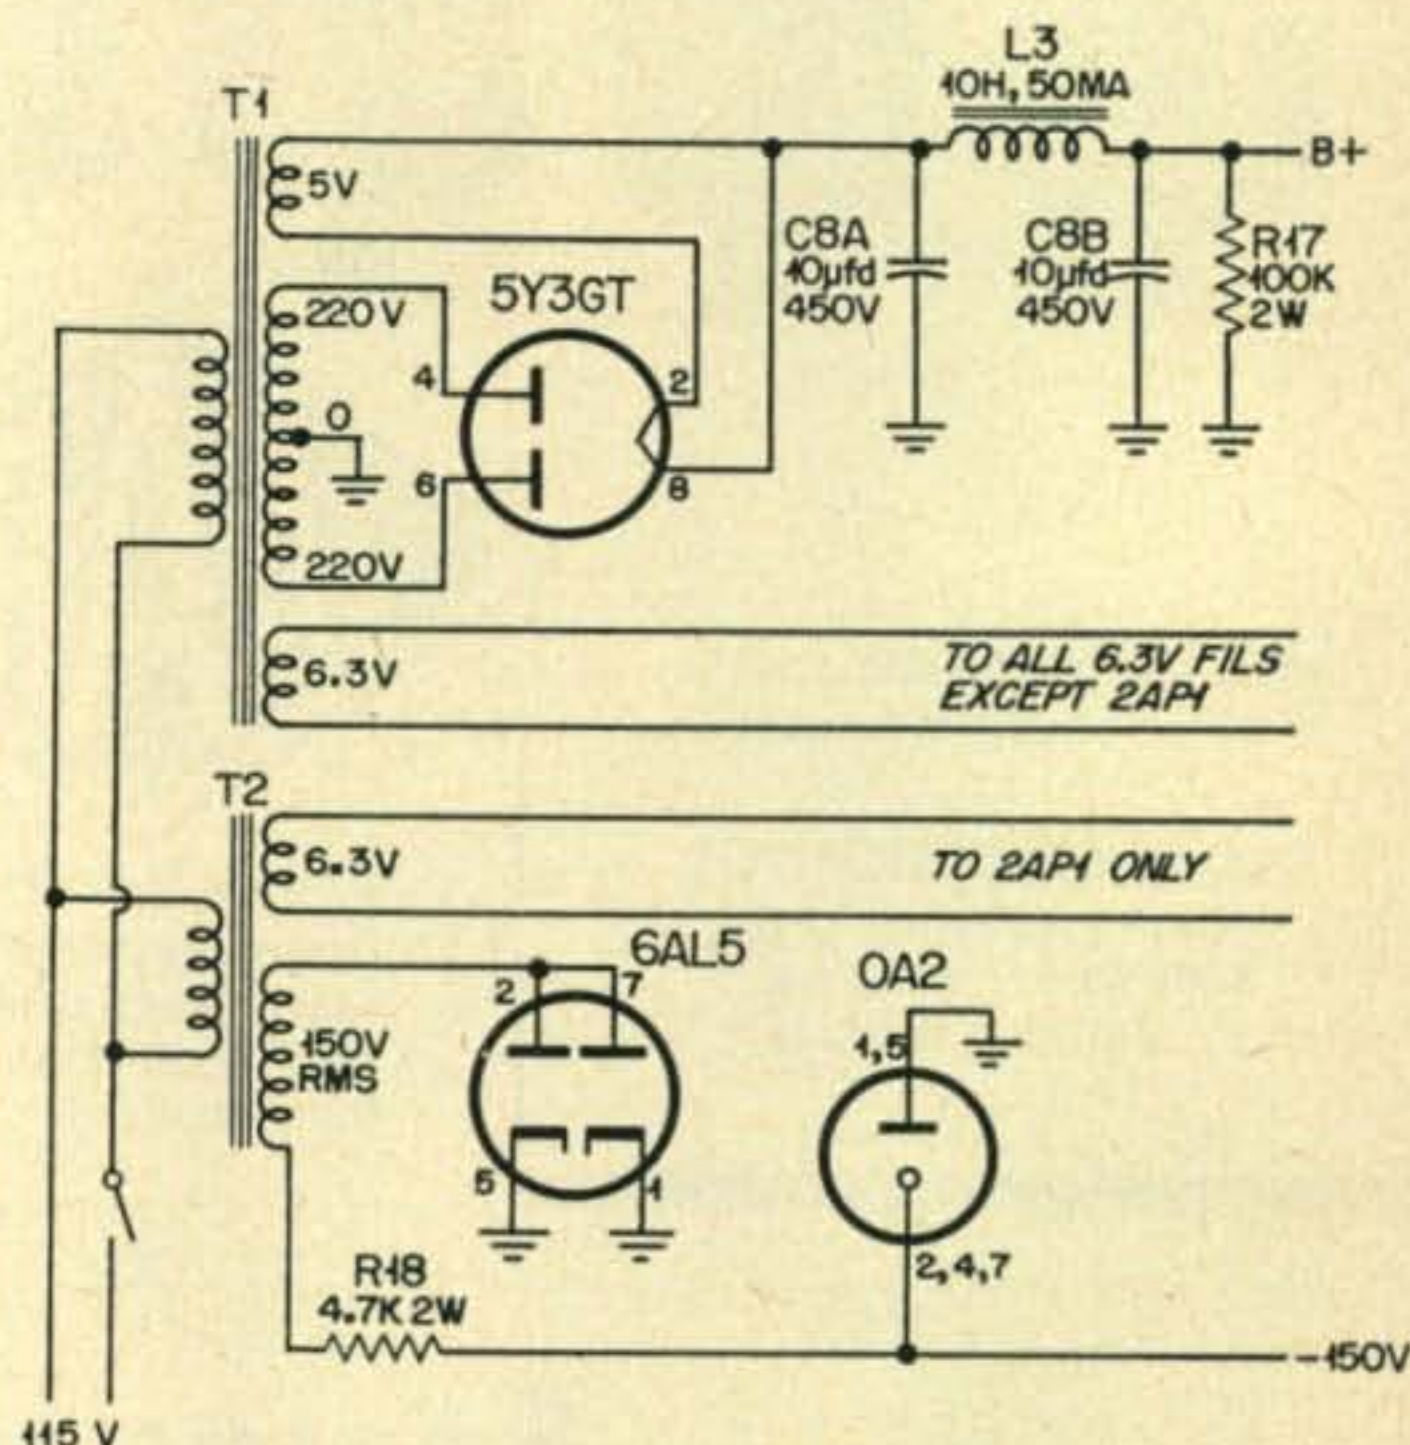 L3
10H, 50MA
T1
B+
5V
C8A
10µfd
450V
C8B
10µfd
450V
R17
100K
2W
5Y3GT
220V
4
2
0
6
8
220V
6.3V
TO ALL 6.3V FILS
EXCEPT 2AP1
T2
6.3V
TO 2AP1 ONLY
6AL5
OA2
2
7
150V
RMS
1,5
5
1
R18
4.7K 2W
2,4,7
-150V
115 V